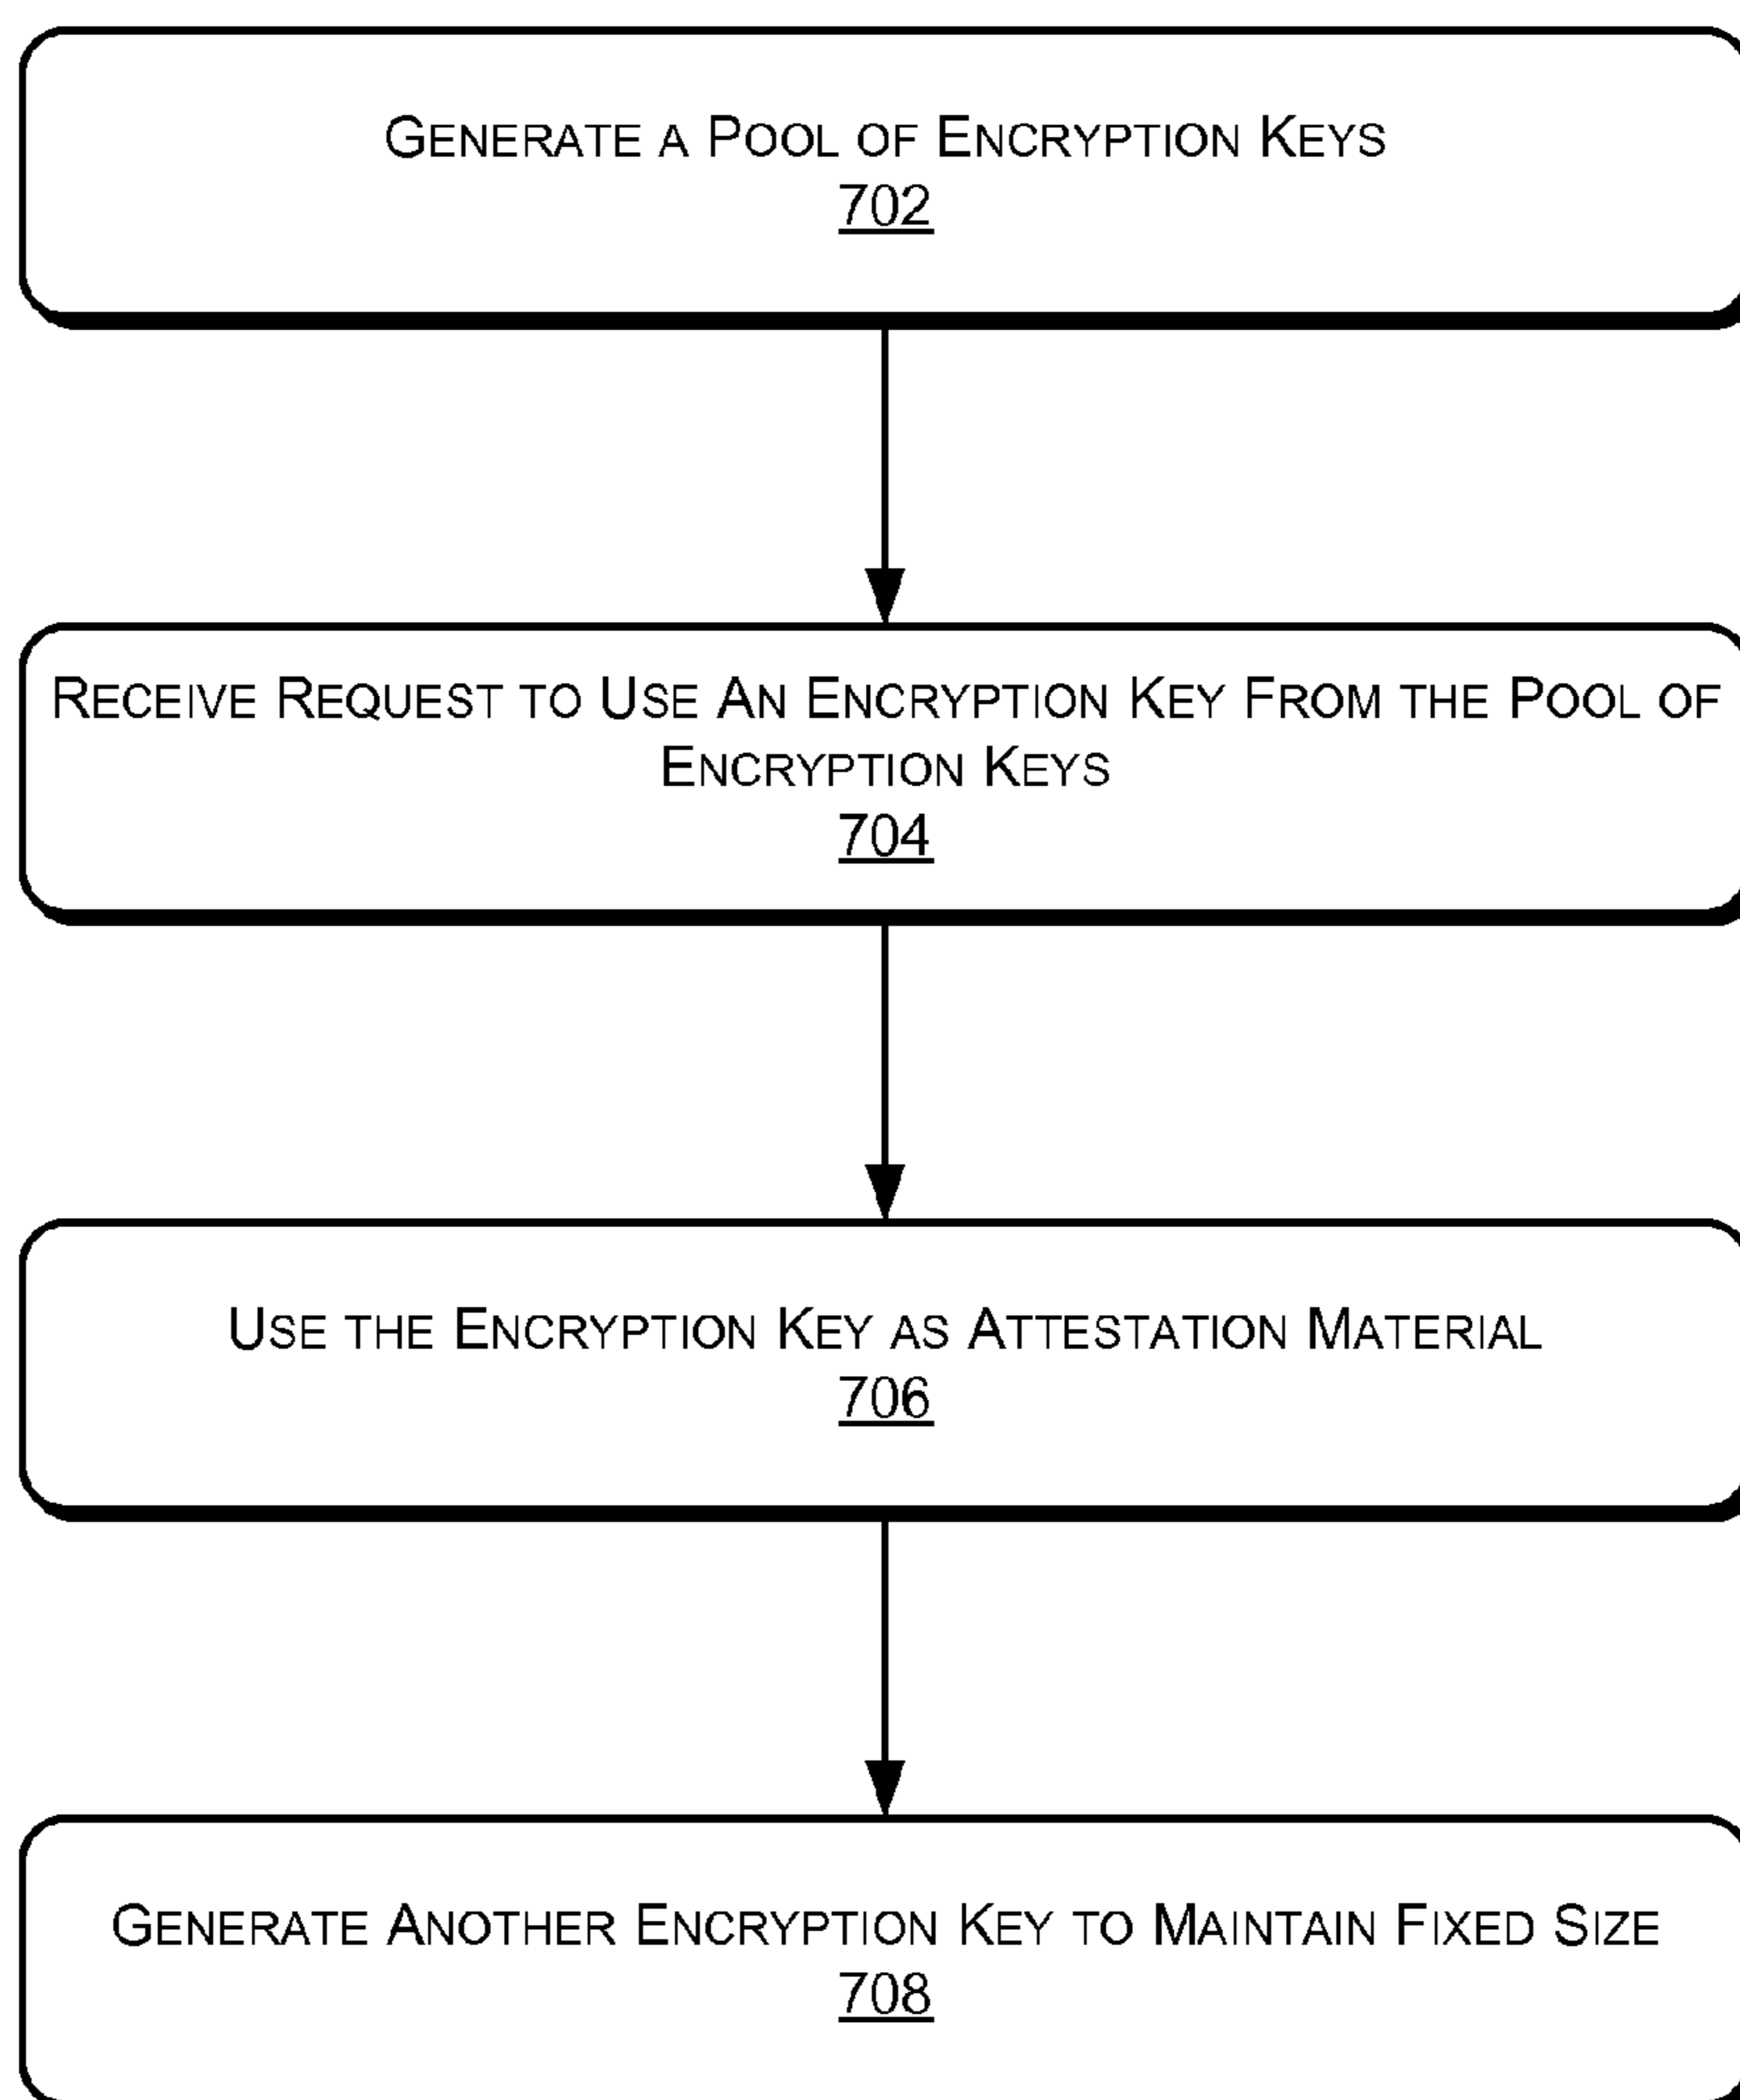 GENERATE A POOL OF ENCRYPTION KEYS
702
RECEIVE REQUEST TO USE AN ENCRYPTION KEY FROM THE POOL OF
ENCRYPTION KEYS
704
USE THE ENCRYPTION KEY AS ATTESTATION MATERIAL
706
GENERATE ANOTHER ENCRYPTION KEY TO MAINTAIN FIXED SIZE
708